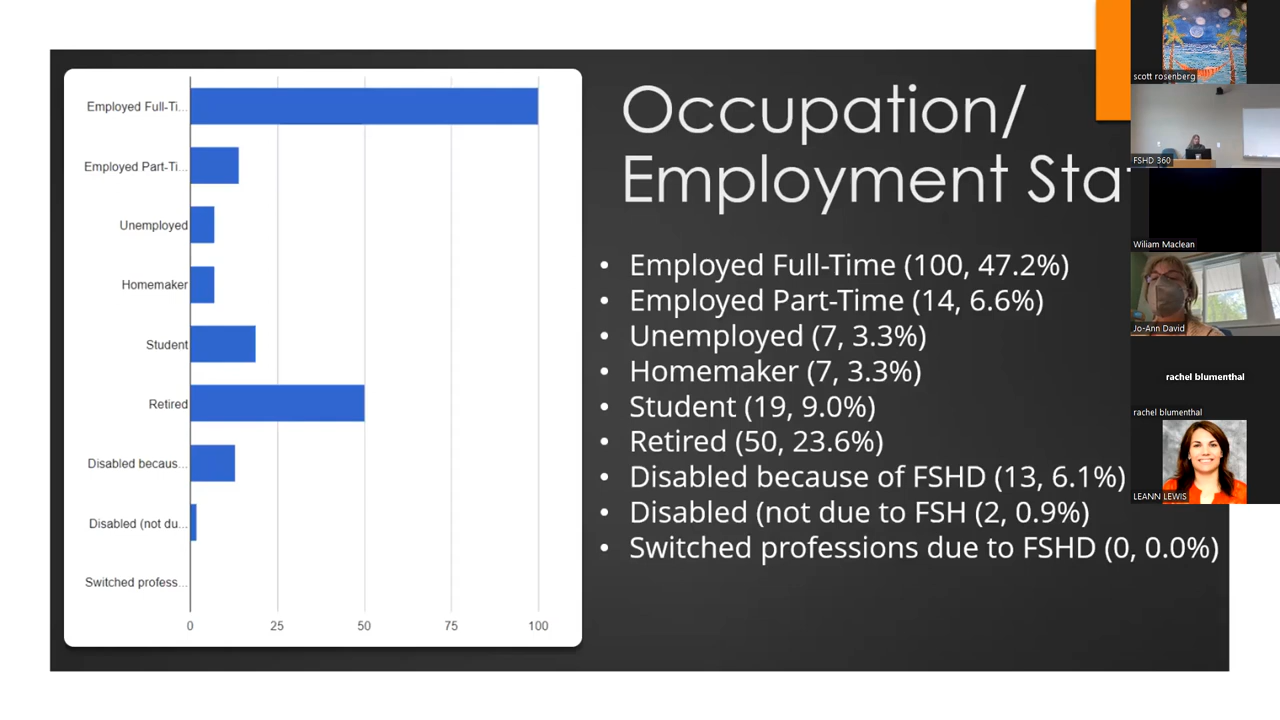 Employed Full-Ti...
Employed Part-Ti...
Unemployed
Homemaker
Student
Retired
Disabled becaus...
Disabled (not du...
Switched profess...
0 25 50 75 100
Occupation/
Employment Sta
• Employed Full-Time (100, 47.2%)
• Employed Part-Time (14, 6.6%)
• Unemployed (7, 3.3%)
• Homemaker (7, 3.3%)
• Student (19, 9.0%)
• Retired (50, 23.6%)
• Disabled because of FSHD (13, 6.1%)
• Disabled (not due to FSH (2, 0.9%)
• Switched professions due to FSHD (0, 0.0%)
scott rosenberg
FSHD 360
Wiliam Maclean
Jo-Ann David
rachel blumenthal
rachel blumenthal
LEANN LEWIS